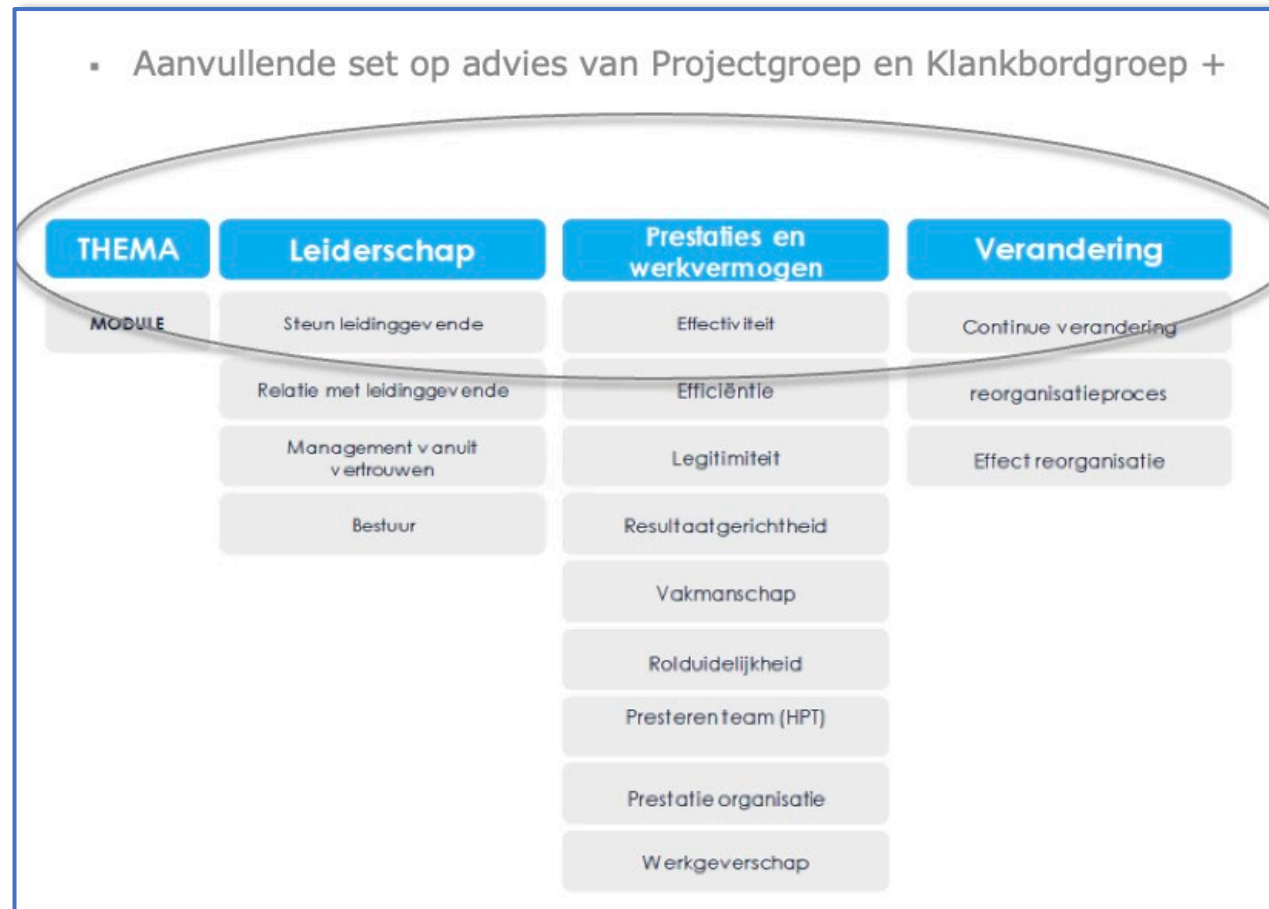 ▪ Aanvullende set op advies van Projectgroep en Klankbordgroep +
THEMA
Leiderschap
Prestaties en
werkvermogen
Verandering
MODULE
Steun leidinggevende
Effectiviteit
Continue verandering
Relatie met leidinggevende
Efficiëntie
reorganisatieproces
Management vanuit
vertrouwen
Legitimiteit
Effect reorganisatie
Bestuur
Resultaatgerichtheid
Vakmanschap
Rolduidelijkheid
Presteren team (HPT)
Prestatie organisatie
Werkgeverschap